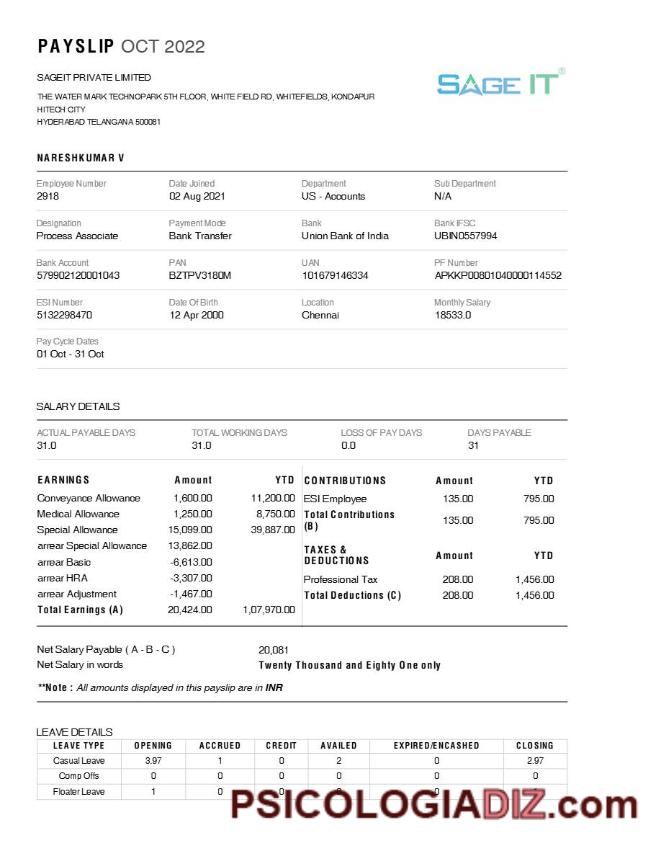 PAYSLIP OCT 2022
SAGEIT PRIVATE LIMITED
SAGE IT®
THE WATER MARK TECHNOPARK 5TH FLOOR, WHITE FIELD RD, WHITEFIELDS, KONDAPUR
HITECH CITY
HYDERABAD TELANGANA 500081
NARESHKUMAR V
Employee Number Date Joined Department Sub Department
2918 02 Aug 2021 US - Accounts N/A
Designation Payment Mode Bank Bank IFSC
Process Associate Bank Transfer Union Bank of India UBIN0557994
Bank Account PAN UAN PF Number
579902120001043 BZTPV3180M 101679146334 APKKP00801040000114552
ESI Number Date Of Birth Location Monthly Salary
5132298470 12 Apr 2000 Chennai 18533.0
Pay Cycle Dates
01 Oct - 31 Oct
SALARY DETAILS
ACTUAL PAYABLE DAYS TOTAL WORKING DAYS LOSS OF PAY DAYS DAYS PAYABLE
31.0 31.0 0.0 31
EARNINGS Amount YTD
Conveyance Allowance 1,600.00 11,200.00
Medical Allowance 1,250.00 8,750.00
Special Allowance 15,099.00 39,887.00
arrear Special Allowance 13,862.00
arrear Basic -6,613.00
arrear HRA -3,307.00
arrear Adjustment -1,467.00
Total Earnings (A) 20,424.00 1,07,970.00
CONTRIBUTIONS Amount YTD
ESI Employee 135.00 795.00
Total Contributions
(B) 135.00 795.00
TAXES &
DEDUCTIONS Amount YTD
Professional Tax 208.00 1,456.00
Total Deductions (C) 208.00 1,456.00
Net Salary Payable ( A - B - C ) 20,081
Net Salary in words Twenty Thousand and Eighty One only
**Note : All amounts displayed in this payslip are in INR
LEAVE DETAILS
LEAVE TYPE OPENING ACCRUED CREDIT AVAILED EXPIRED/ENCASHED CLOSING
Casual Leave 3.97 1 0 2 0 2.97
Comp Offs 0 0 0 0 0 0
Floater Leave 1 0 0
PSICOLOGIADIZ.com